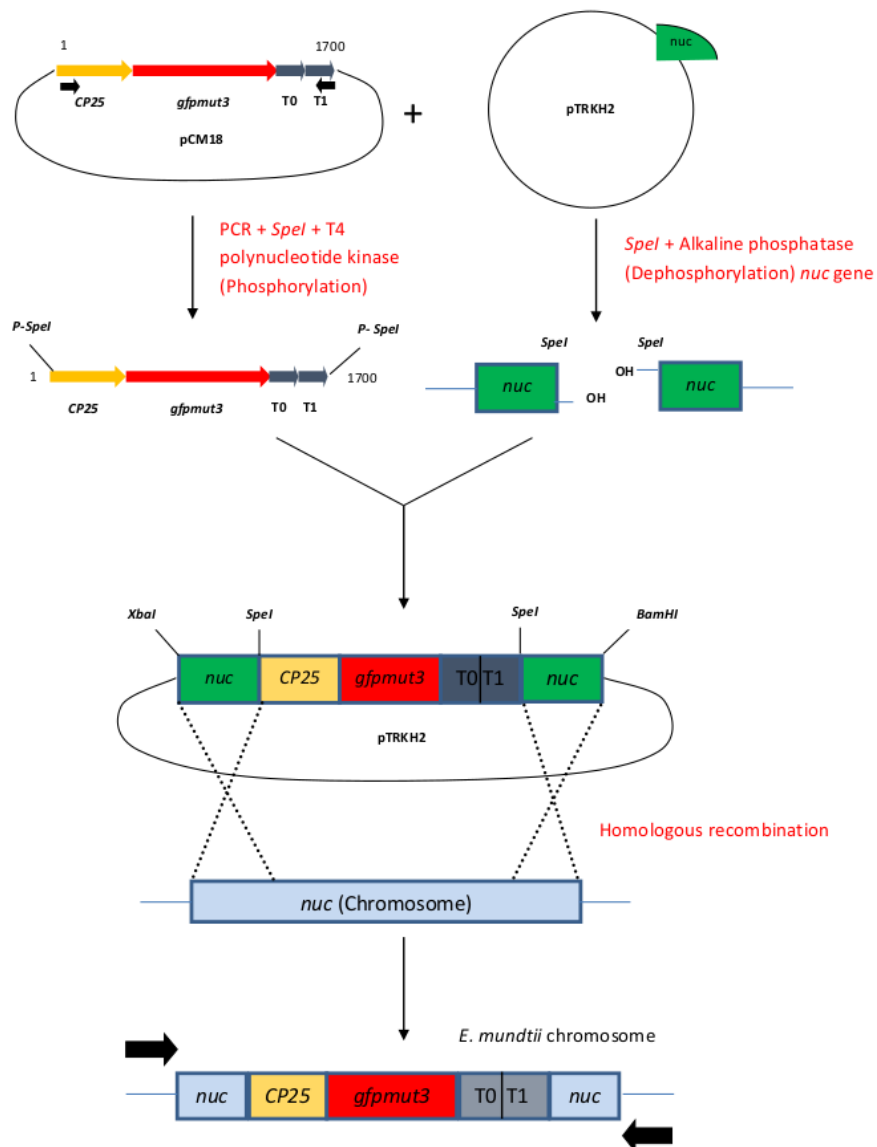 1 1700
nuc
CP25 gfpmut3 T0 T1
pCM18
+
pTRKH2
PCR + SpeI + T4
polynucleotide kinase
(Phosphorylation)
SpeI + Alkaline phosphatase
(Dephosphorylation) nuc gene
P-SpeI P- SpeI
1 1700
CP25 gfpmut3 T0 T1
SpeI SpeI
nuc OH OH nuc
XbaI SpeI SpeI BamHI
nuc CP25 gfpmut3 T0 T1 nuc
pTRKH2
Homologous recombination
nuc (Chromosome)
E. mundtii chromosome
nuc CP25 gfpmut3 T0 T1 nuc